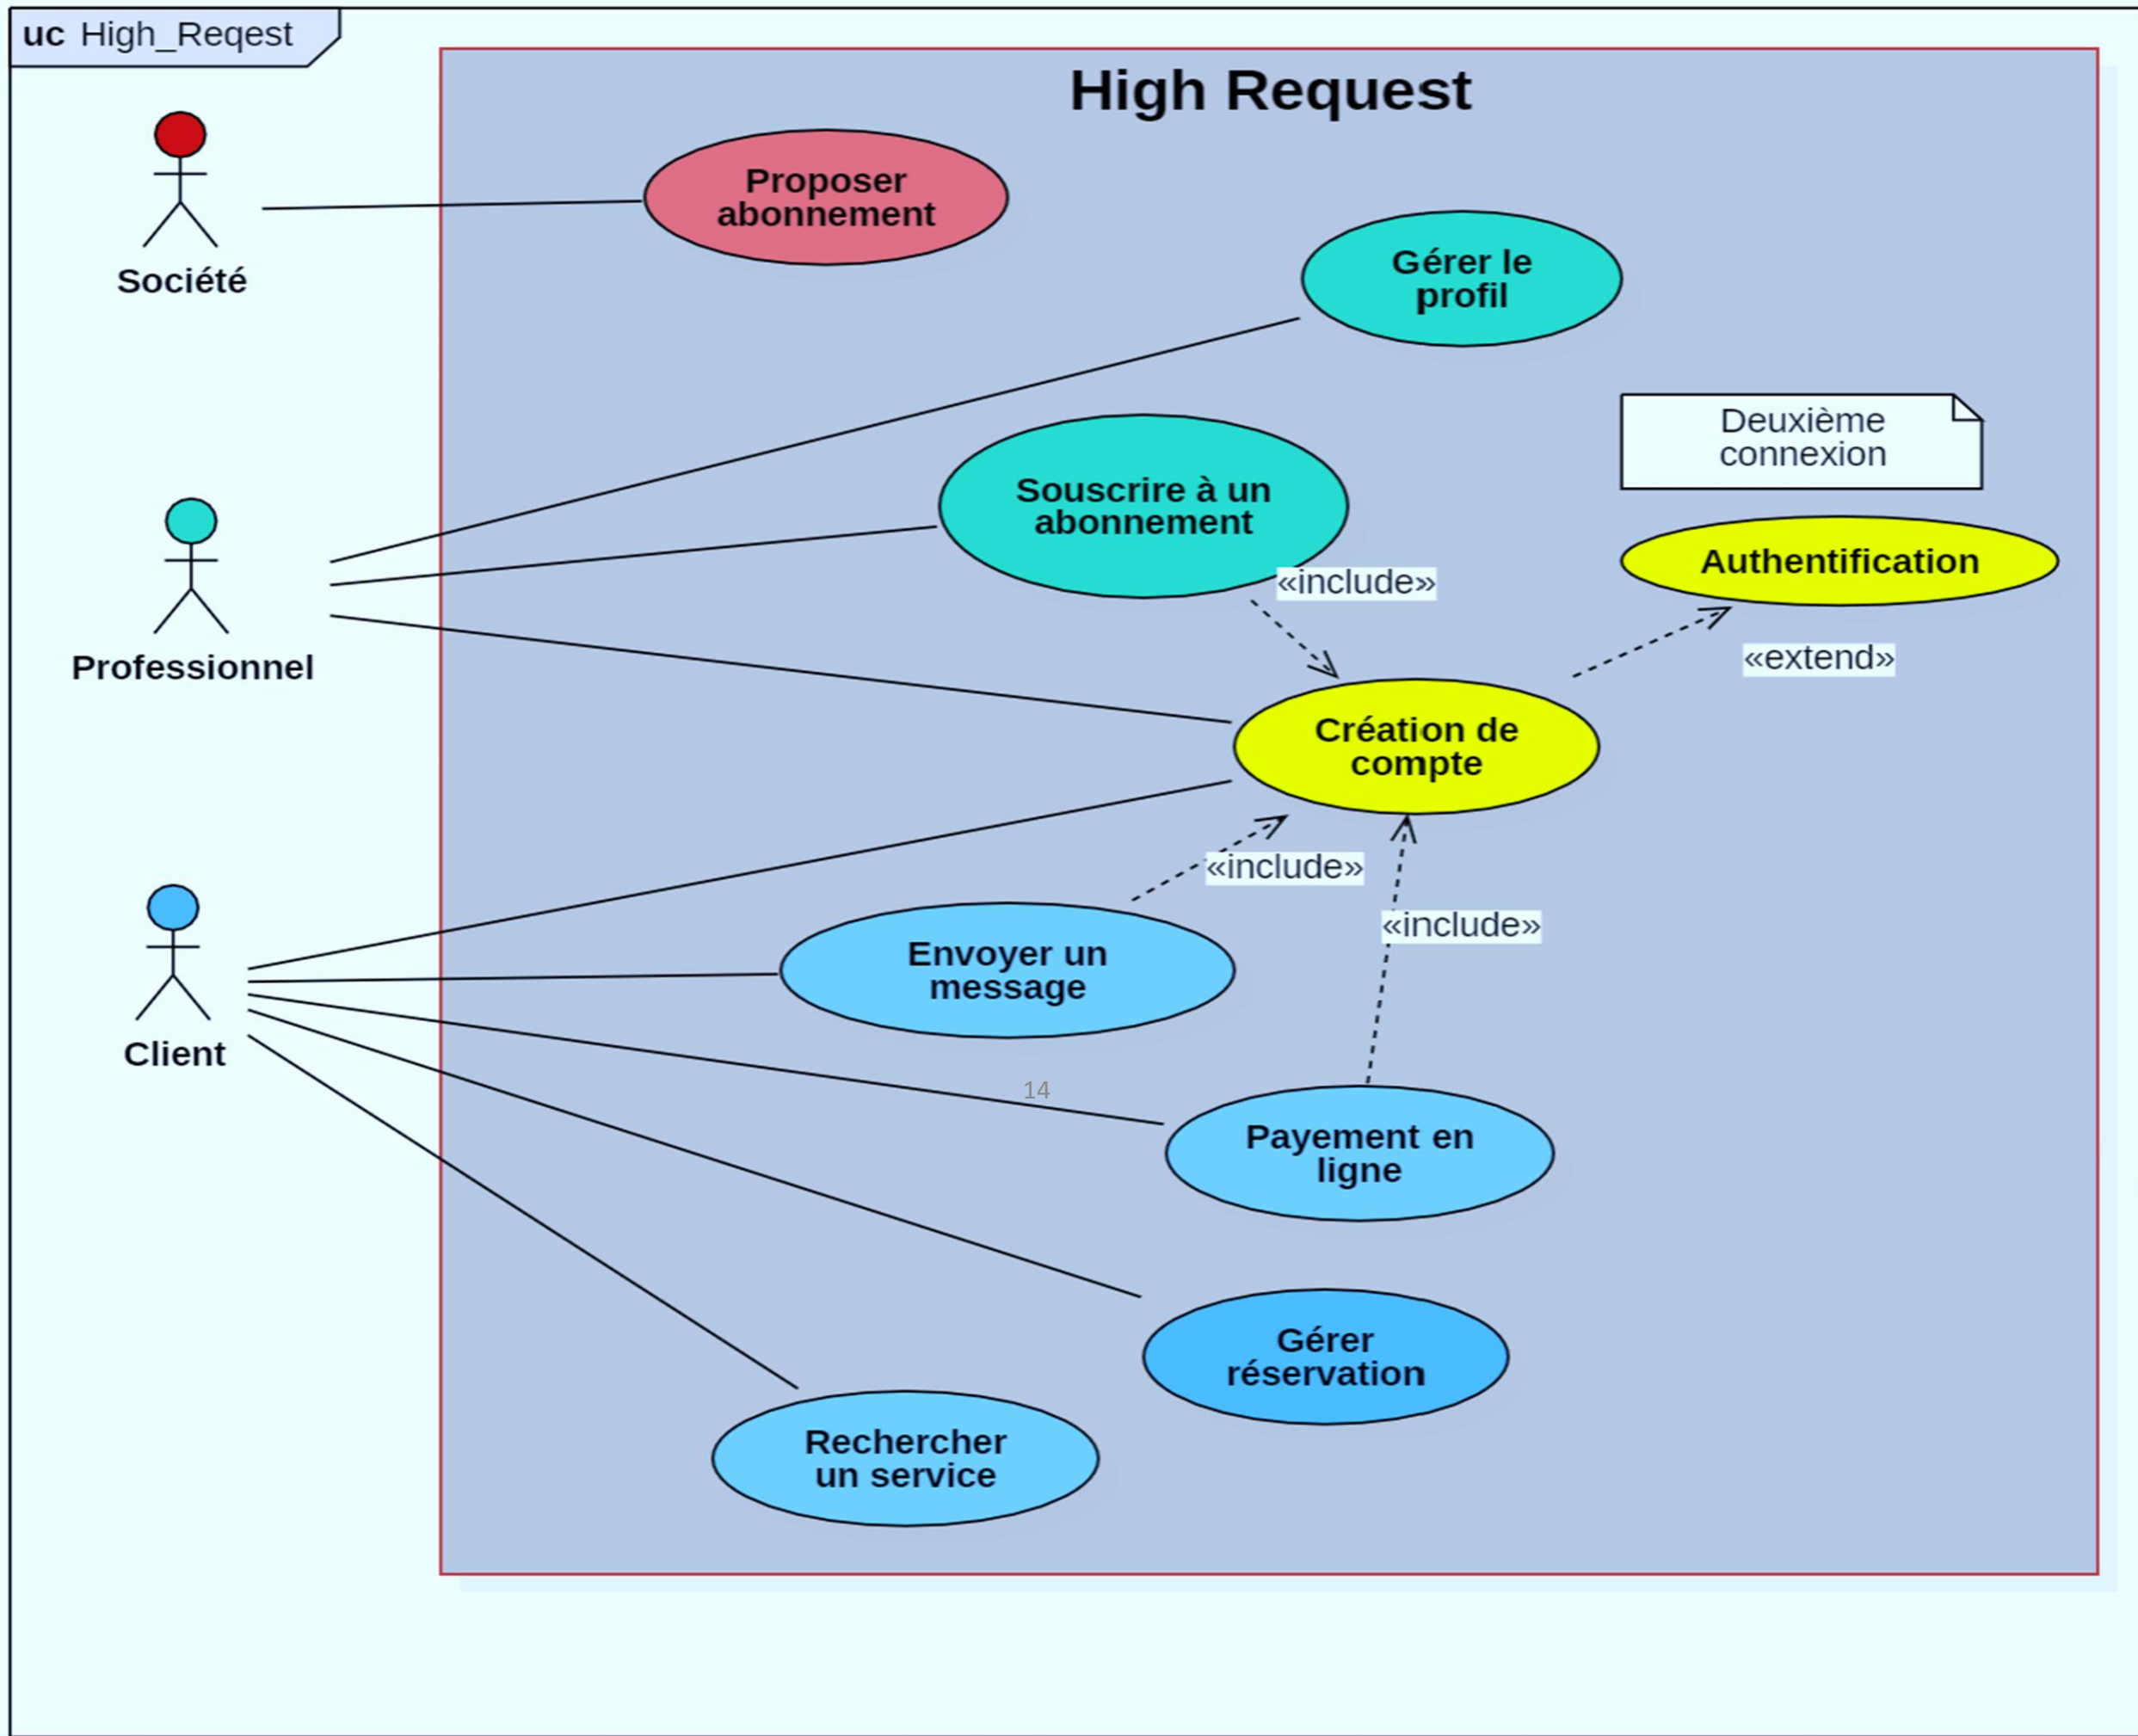 uc High_Reqest
High Request
Société
Proposer
abonnement
Gérer le
profil
Professionnel
Souscrire à un
abonnement
Deuxième
connexion
Authentification
«include»
«extend»
Création de
compte
Client
«include»
«include»
Envoyer un
message
14
Payement en
ligne
Gérer
réservation
Rechercher
un service